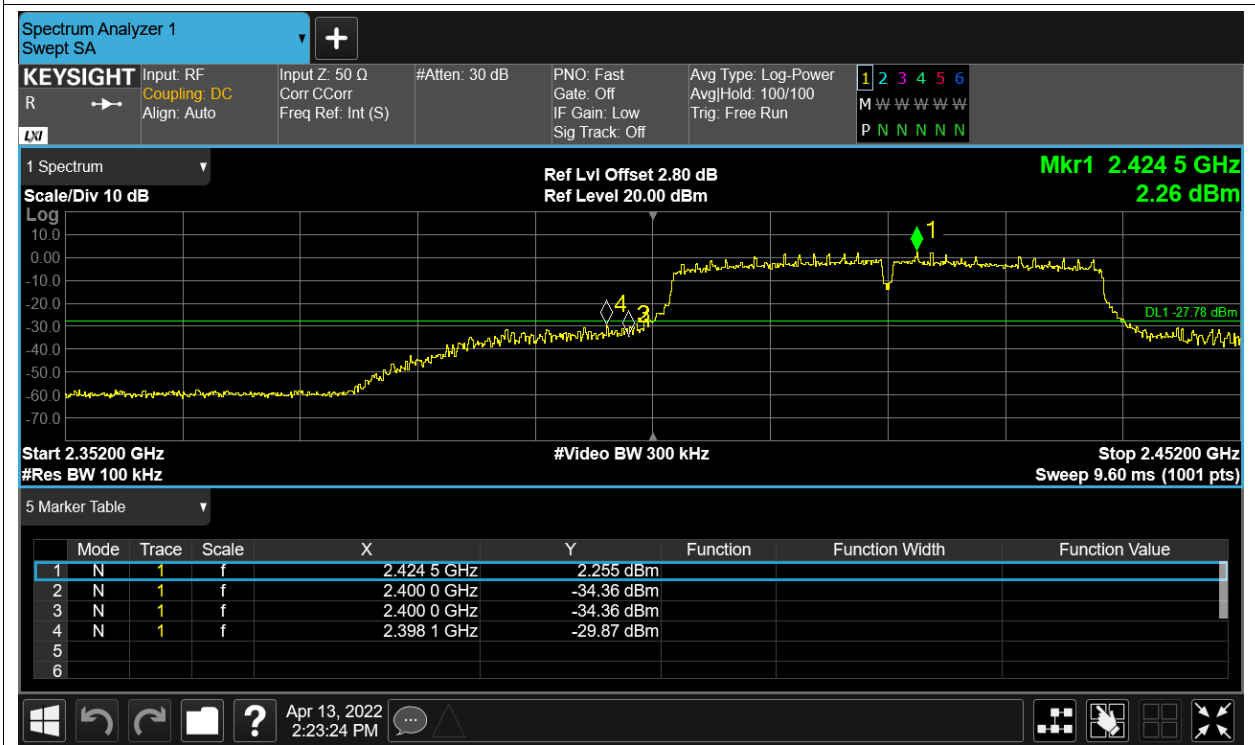 Spectrum Analyzer 1
Swept SA
KEYSIGHT
R
LXI
Input: RF
Coupling: DC
Align: Auto
Input Z: 50 Ω
Corr CCorr
Freq Ref: Int (S)
#Atten: 30 dB
PNO: Fast
Gate: Off
IF Gain: Low
Sig Track: Off
Avg Type: Log-Power
Avg|Hold: 100/100
Trig: Free Run
1 2 3 4 5 6
M W W W W W
P N N N N N
1 Spectrum
Scale/Div 10 dB
Ref Lvl Offset 2.80 dB
Ref Level 20.00 dBm
Mkr1 2.424 5 GHz
2.26 dBm
Log
10.0
0.00
-10.0
-20.0
-30.0
-40.0
-50.0
-60.0
-70.0
1
4
DL1 -27.78 dBm
Start 2.35200 GHz
#Res BW 100 kHz
#Video BW 300 kHz
Stop 2.45200 GHz
Sweep 9.60 ms (1001 pts)
5 Marker Table
Mode Trace Scale X Y Function Function Width Function Value
1 N 1 f 2.424 5 GHz 2.255 dBm
2 N 1 f 2.400 0 GHz -34.36 dBm
3 N 1 f 2.400 0 GHz -34.36 dBm
4 N 1 f 2.398 1 GHz -29.87 dBm
5
6
?
Apr 13, 2022
2:23:24 PM